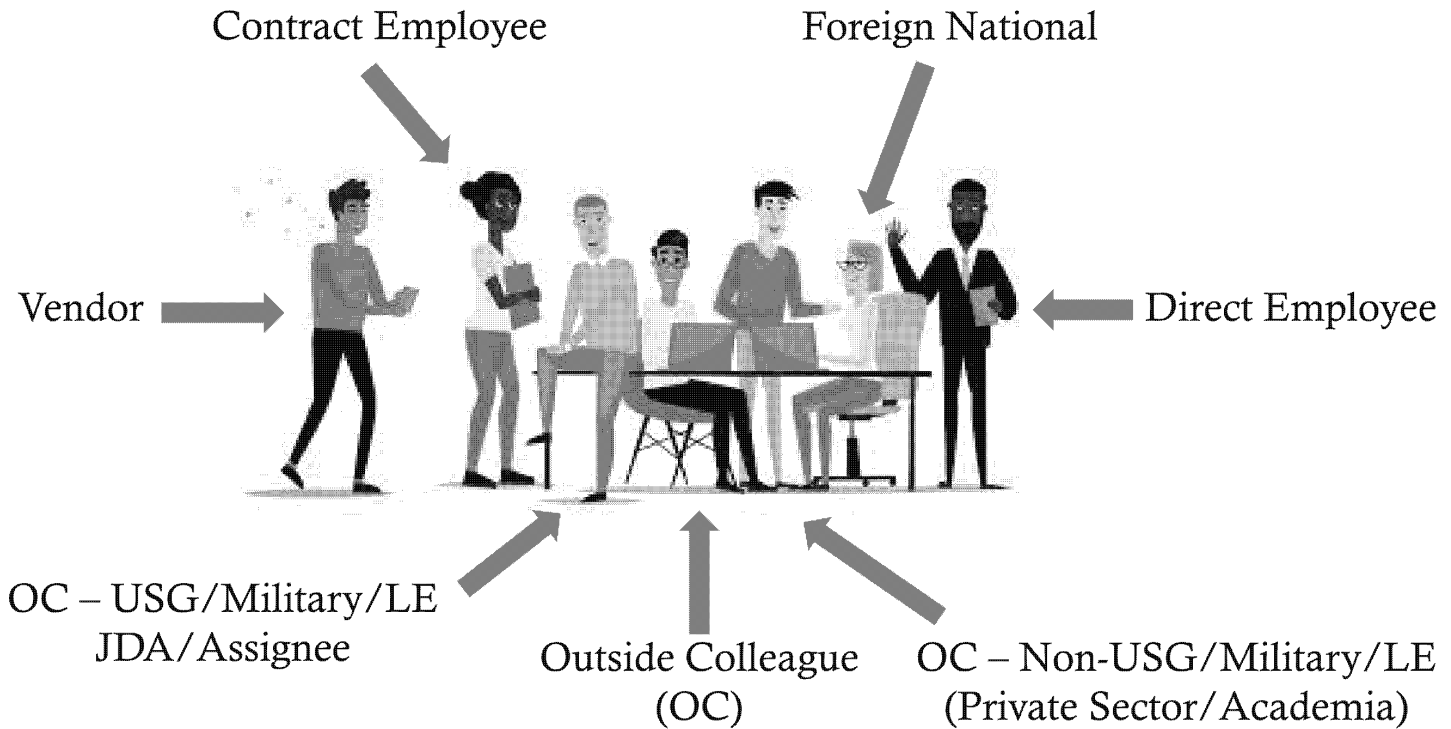 Contract Employee
Foreign National
Vendor
Direct Employee
OC – USG/Military/LE
JDA/Assignee
Outside Colleague
(OC)
OC – Non-USG/Military/LE
(Private Sector/Academia)